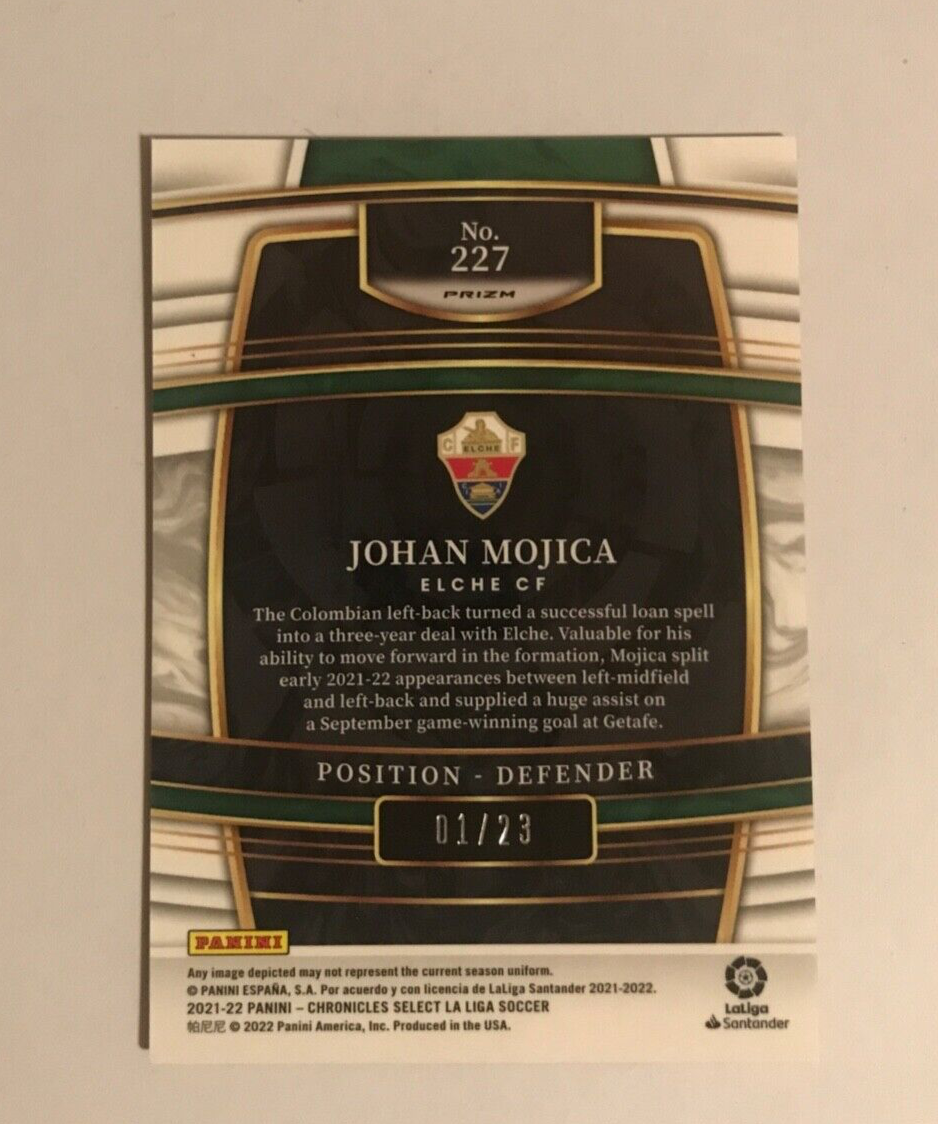 No.
227
PRIZM
C F
ELCHE
JOHAN MOJICA
ELCHE CF
The Colombian left-back turned a successful loan spell
into a three-year deal with Elche. Valuable for his
ability to move forward in the formation, Mojica split
early 2021-22 appearances between left-midfield
and left-back and supplied a huge assist on
a September game-winning goal at Getafe.
POSITION - DEFENDER
01/23
PANINI
Any image depicted may not represent the current season uniform.
© PANINI ESPAÑA, S.A. Por acuerdo y con licencia de LaLiga Santander 2021-2022.
2021-22 PANINI – CHRONICLES SELECT LA LIGA SOCCER
帕尼尼 © 2022 Panini America, Inc. Produced in the USA.
LaLiga
Santander